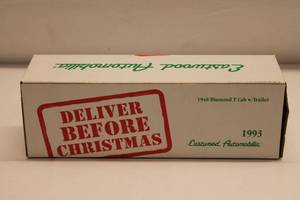 Eastwood Automobilia
1948 Diamond T Cab w/Trailer
DELIVER
BEFORE
CHRISTMAS
1993
Eastwood Automobilia